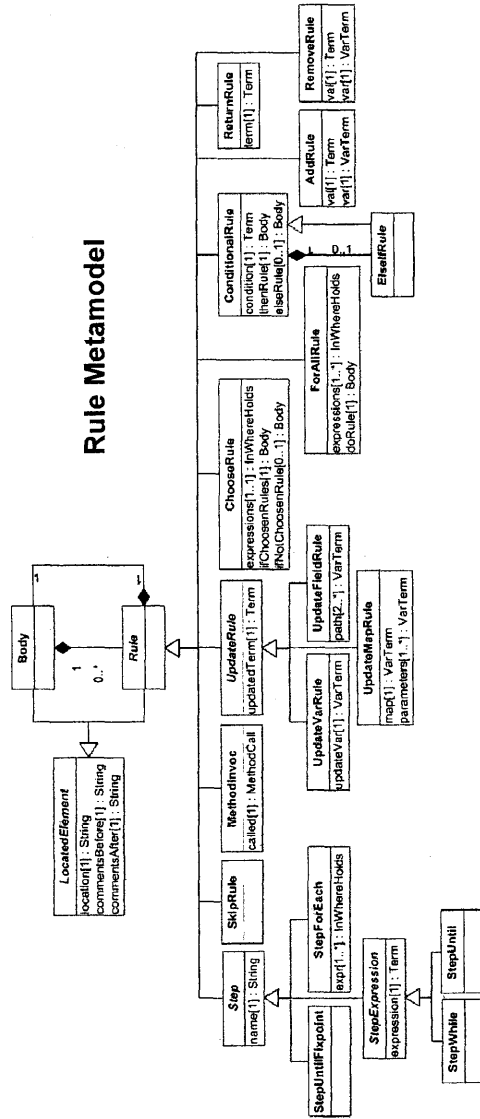 Rule Metamodel
Body
1
1
1
0..*
Rule
LocatedElement
location[1] : String
commentsBefore[1] : String
commentsAfter[1] : String
Step
name[1] : String
SkipRule
MethodInvoc
called[1] : MethodCall
UpdateRule
updatedTerm[1] : Term
ChooseRule
expressions[1..1] : InWhereHolds
ifChoosenRules[1] : Body
ifNotChoosenRule[0..1] : Body
ConditionalRule
condition[1] : Term
thenRule[1] : Body
elseRule[0..1] : Body
ReturnRule
term[1] : Term
StepUntilFixpoint
StepForEach
expr[1..*] : InWhereHolds
UpdateVarRule
updateVar[1] : VarTerm
UpdateFieldRule
path[2..*] : VarTerm
ForAllRule
expressions[1..*] : InWhereHolds
doRule[1] : Body
0..1
ElseIfRule
AddRule
val[1] : Term
var[1] : VarTerm
RemoveRule
val[1] : Term
var[1] : VarTerm
StepExpression
expression[1] : Term
UpdateMapRule
map[1] : VarTerm
parameters[1..*] : VarTerm
StepWhile
StepUntil